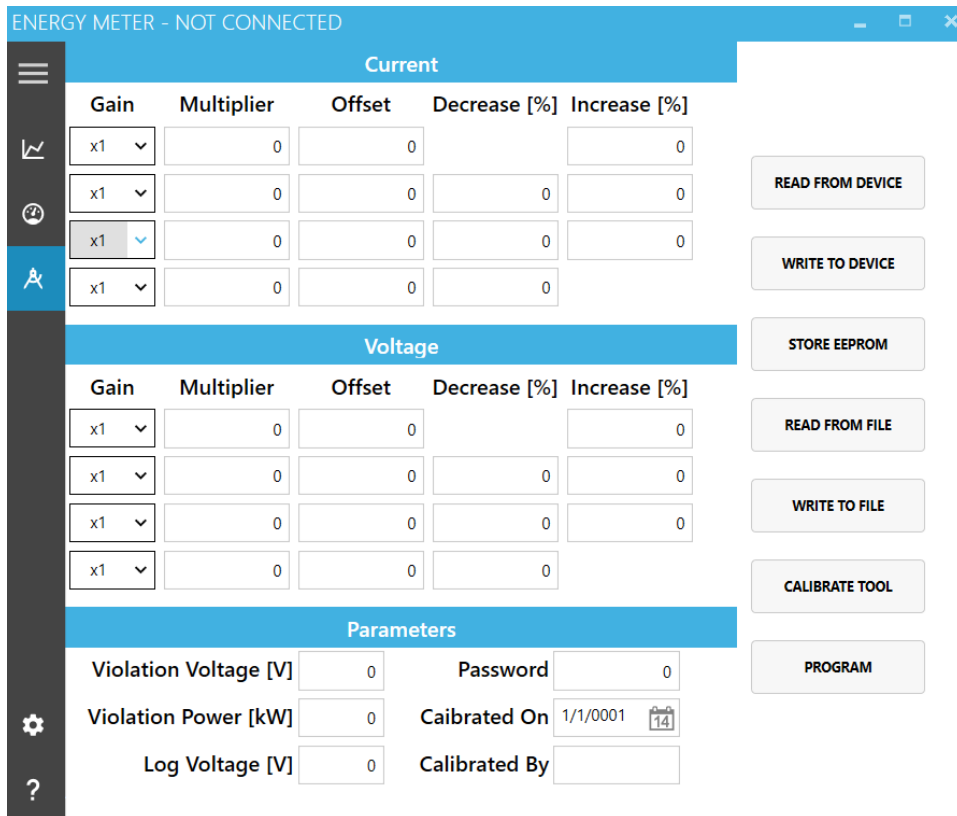 ENERGY METER - NOT CONNECTED
Current
Gain Multiplier Offset Decrease [%] Increase [%]
x1 0 0 0
x1 0 0 0 0
x1 0 0 0 0
x1 0 0 0
Voltage
Gain Multiplier Offset Decrease [%] Increase [%]
x1 0 0 0
x1 0 0 0 0
x1 0 0 0 0
x1 0 0 0
Parameters
Violation Voltage [V] 0 Password 0
Violation Power [kW] 0 Caibrated On 1/1/0001 14
Log Voltage [V] 0 Calibrated By
READ FROM DEVICE
WRITE TO DEVICE
STORE EEPROM
READ FROM FILE
WRITE TO FILE
CALIBRATE TOOL
PROGRAM
?